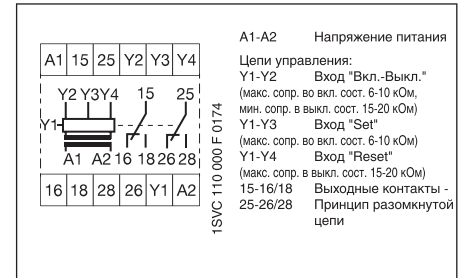 A1 15 25 Y2 Y3 Y4
Y2 Y3 Y4 15 25
Y1
A1 A2 16 18 26 28
16 18 28 26 Y1 A2
1SVC 110 000 F 0174
A1-A2 Напряжение питания
Цепи управления:
Y1-Y2 Вход "Вкл.-Выкл."
(макс. сопр. во вкл. сост. 6-10 кОм,
мин. сопр. в выкл. сост. 15-20 кОм)
Y1-Y3 Вход "Set"
(макс. сопр. во вкл. сост. 6-10 кОм)
Y1-Y4 Вход "Reset"
(макс. сопр. в выкл. сост. 15-20 кОм)
15-16/18 Выходные контакты -
25-26/28 Принцип разомкнутой
цепи